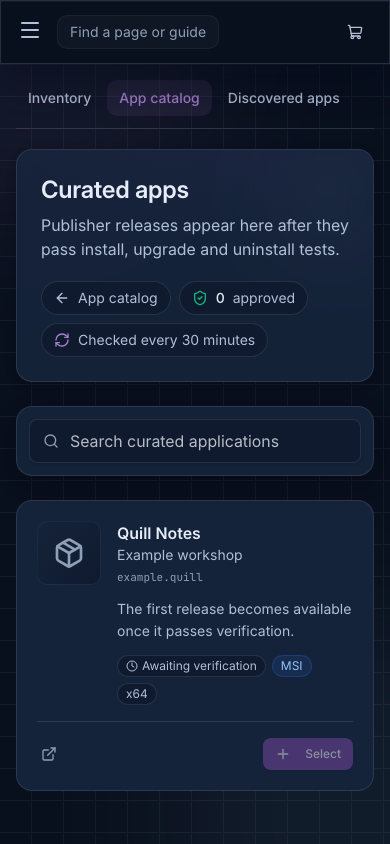 Find a page or guide
Inventory
App catalog
Discovered apps
Curated apps
Publisher releases appear here after they
pass install, upgrade and uninstall tests.
App catalog
0 approved
Checked every 30 minutes
Search curated applications
Quill Notes
Example workshop
example.quill
The first release becomes available
once it passes verification.
Awaiting verification
MSI
x64
Select